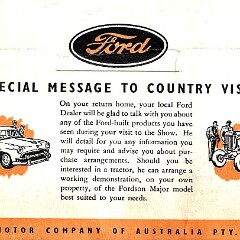 Ford
ECIAL MESSAGE TO COUNTRY VIS
On your return home, your local Ford
Dealer will be glad to talk with you about
any of the Ford-built products you have
seen during your visit to the Show. He
will detail for you any information you
may require and advise you about pur-
chase arrangements. Should you be
interested in a tractor, he can arrange a
working demonstration, on your own
property, of the Fordson Major model
best suited to your needs.
MOTOR COMPANY OF AUSTRALIA PTY.